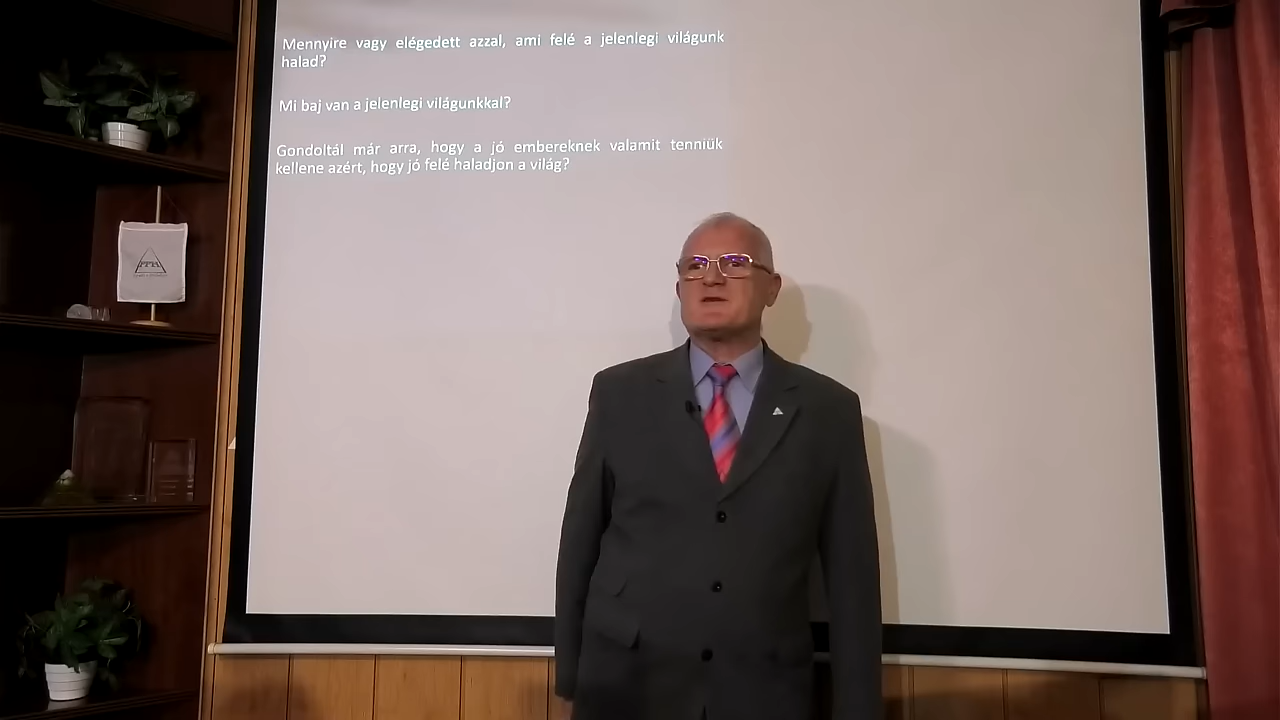 Mennyire vagy elégedett azzal, ami felé a jelenlegi világunk
halad?
Mi baj van a jelenlegi világunkkal?
Gondoltál már arra, hogy a jó embereknek valamit tenniük
kellene azért, hogy jó felé haladjon a világ?